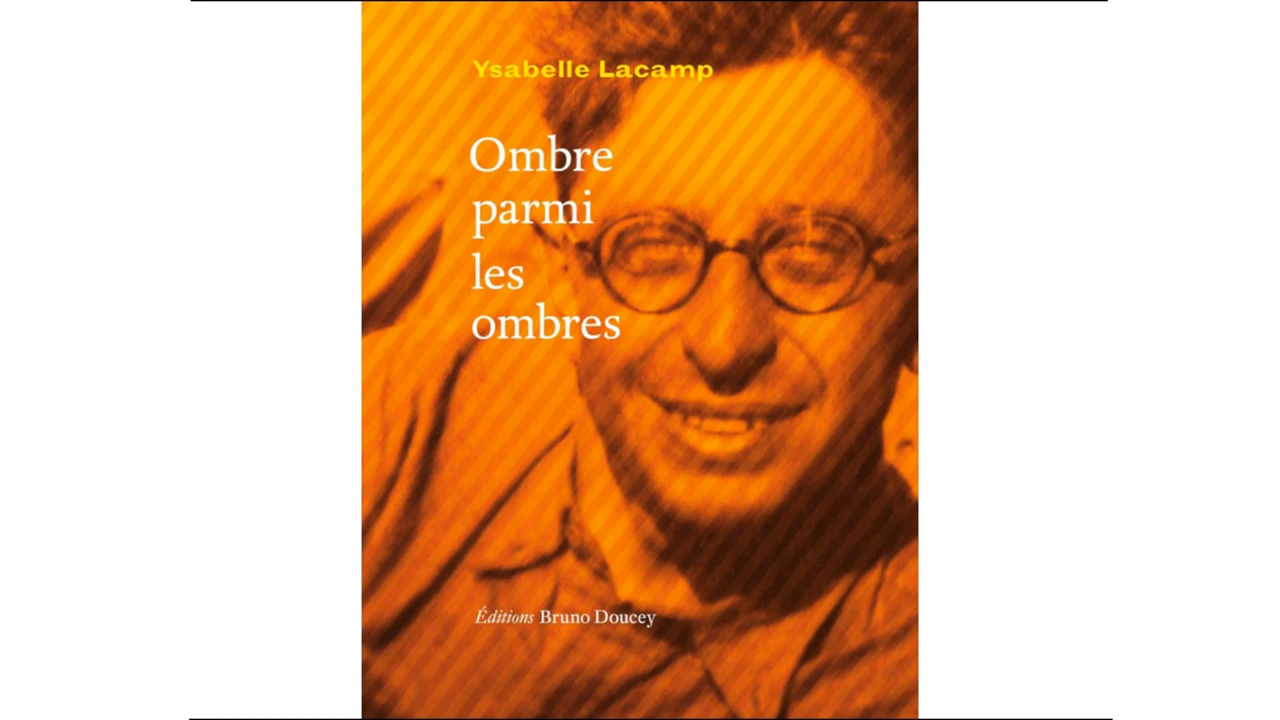 Ysabelle Lacamp
Ombre
parmi
les
ombres
Éditions Bruno Doucey